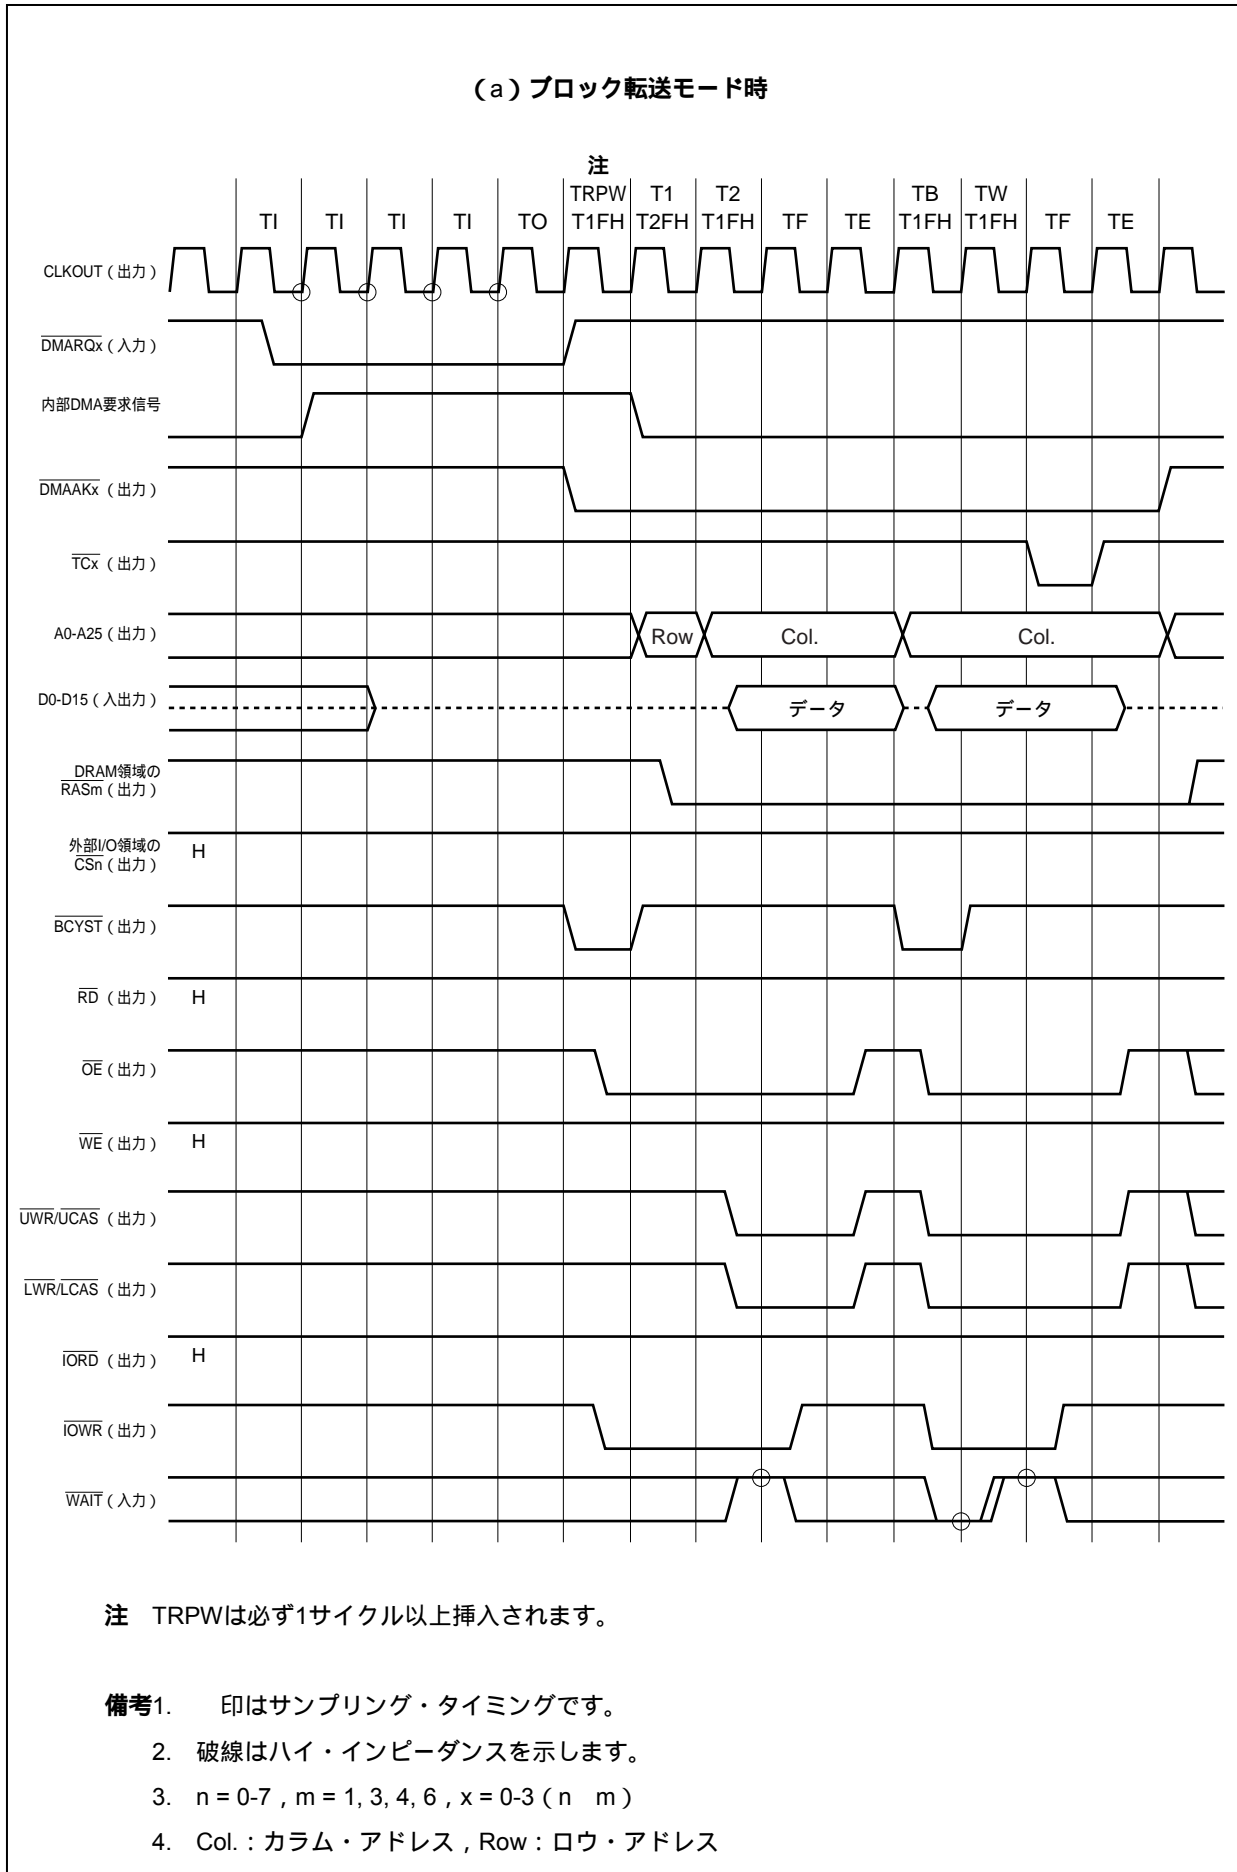 (a)ブロック転送モード時
注
TRPW T1 T2 TB TW
TI TI TI TI TO T1FH T2FH T1FH TF TE T1FH T1FH TF TE
CLKOUT(出力)
DMARQx(入力)
内部DMA要求信号
DMAAKx(出力)
TCx(出力)
A0-A25(出力) Row Col. Col.
D0-D15(入出力) データ データ
DRAM領域の
RASm(出力)
外部I/O領域の
CSn(出力) H
BCYST(出力)
RD(出力) H
OE(出力)
WE(出力) H
UWR/UCAS(出力)
LWR/LCAS(出力)
IORD(出力) H
IOWR(出力)
WAIT(入力)
注 TRPWは必ず1サイクル以上挿入されます。
備考1. 印はサンプリング・タイミングです。
2. 破線はハイ・インピーダンスを示します。
3. n = 0-7,m = 1, 3, 4, 6,x = 0-3(n m)
4. Col.:カラム・アドレス,Row:ロウ・アドレス